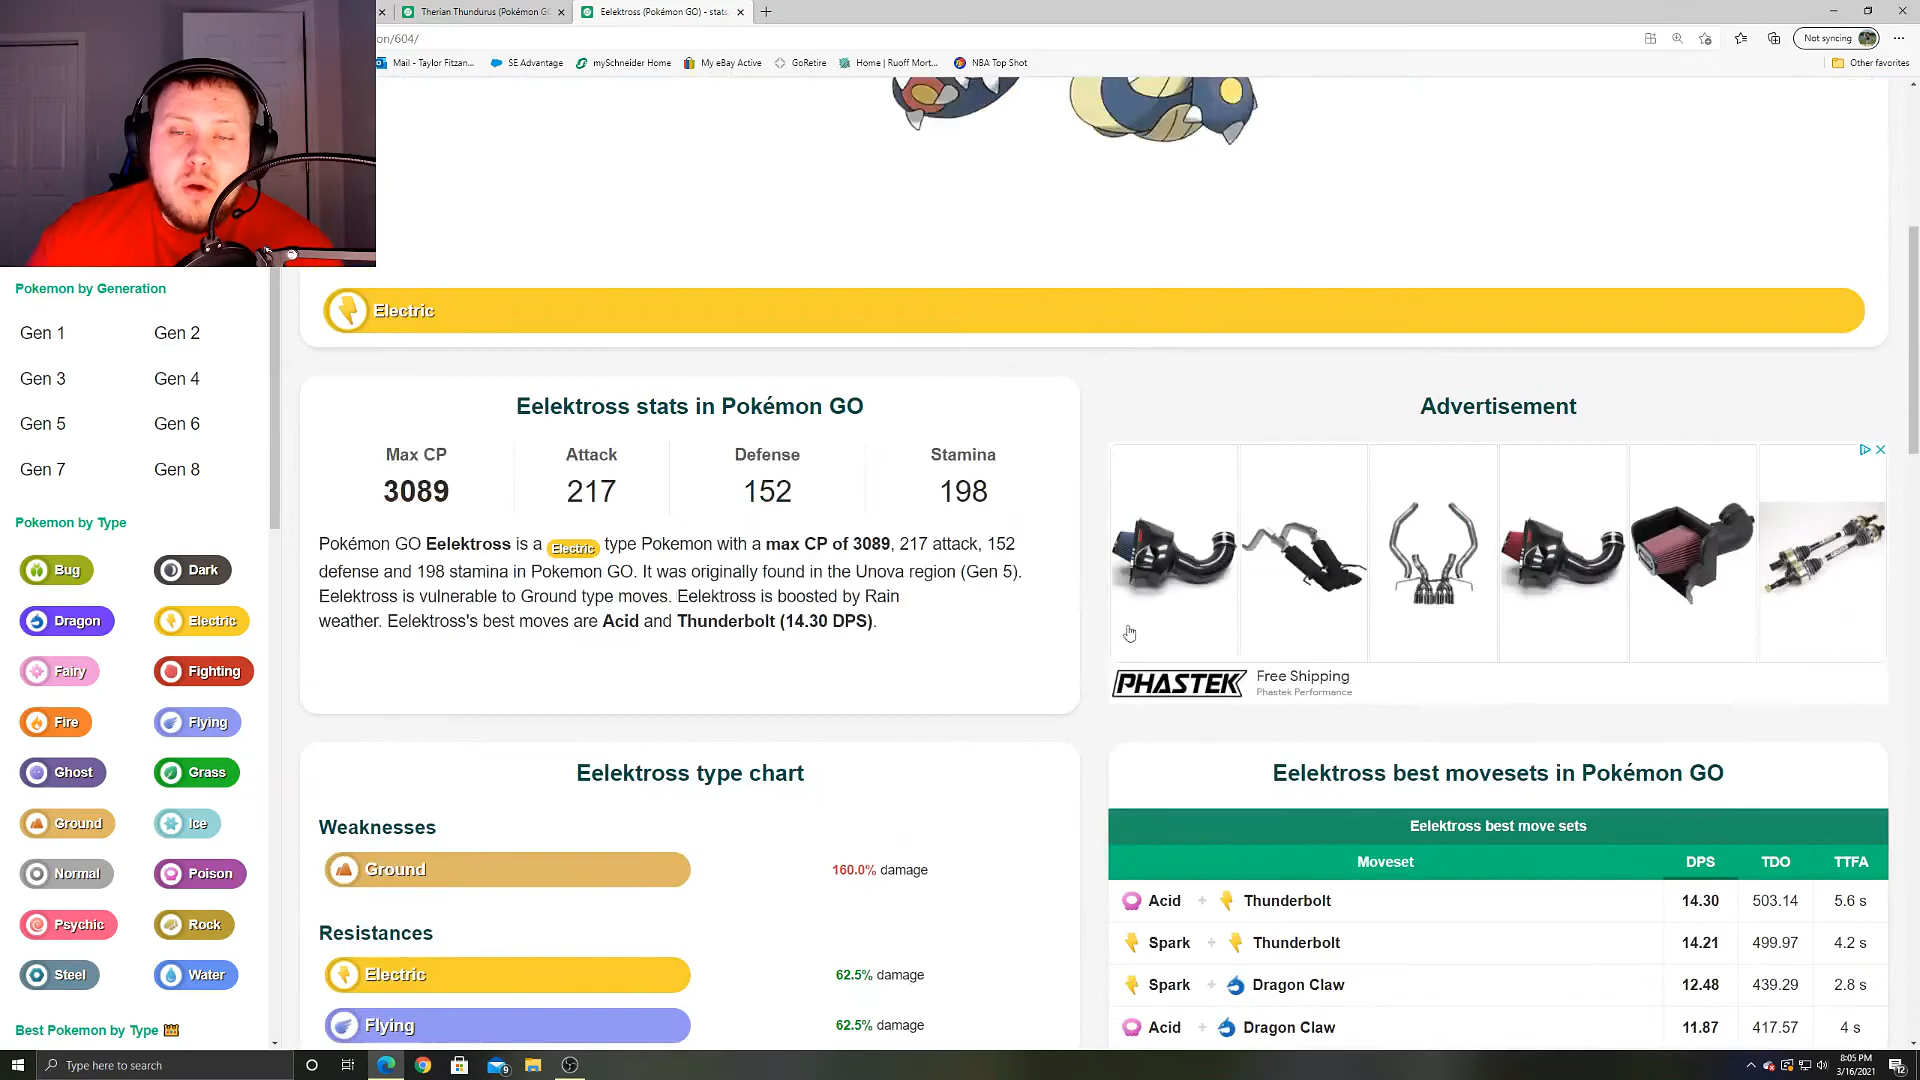 Therian Thundurus (Pokémon GO
Eelektross (Pokémon GO) - stats
on/604/
Not syncing
Mail - Taylor Fitzan...
SE Advantage
mySchneider Home
My eBay Active
GoRetire
Home | Ruoff Mort...
NBA Top Shot
Other favorites
Electric
Pokemon by Generation
Gen 1
Gen 2
Gen 3
Gen 4
Gen 5
Gen 6
Gen 7
Gen 8
Pokemon by Type
Bug
Dark
Dragon
Electric
Fairy
Fighting
Fire
Flying
Ghost
Grass
Ground
Ice
Normal
Poison
Psychic
Rock
Steel
Water
Best Pokemon by Type
Eelektross stats in Pokémon GO
Max CP
Attack
Defense
Stamina
3089
217
152
198
Pokémon GO Eelektross is a Electric type Pokemon with a max CP of 3089, 217 attack, 152
defense and 198 stamina in Pokemon GO. It was originally found in the Unova region (Gen 5).
Eelektross is vulnerable to Ground type moves. Eelektross is boosted by Rain
weather. Eelektross's best moves are Acid and Thunderbolt (14.30 DPS).
Advertisement
PHASTEK
Free Shipping
Phastek Performance
Eelektross type chart
Weaknesses
Ground
160.0% damage
Resistances
Electric
62.5% damage
Flying
62.5% damage
Eelektross best movesets in Pokémon GO
Eelektross best move sets
Moveset DPS TDO TTFA
Acid + Thunderbolt 14.30 503.14 5.6 s
Spark + Thunderbolt 14.21 499.97 4.2 s
Spark + Dragon Claw 12.48 439.29 2.8 s
Acid + Dragon Claw 11.87 417.57 4 s
Type here to search
9
8:05 PM
3/16/2021
12